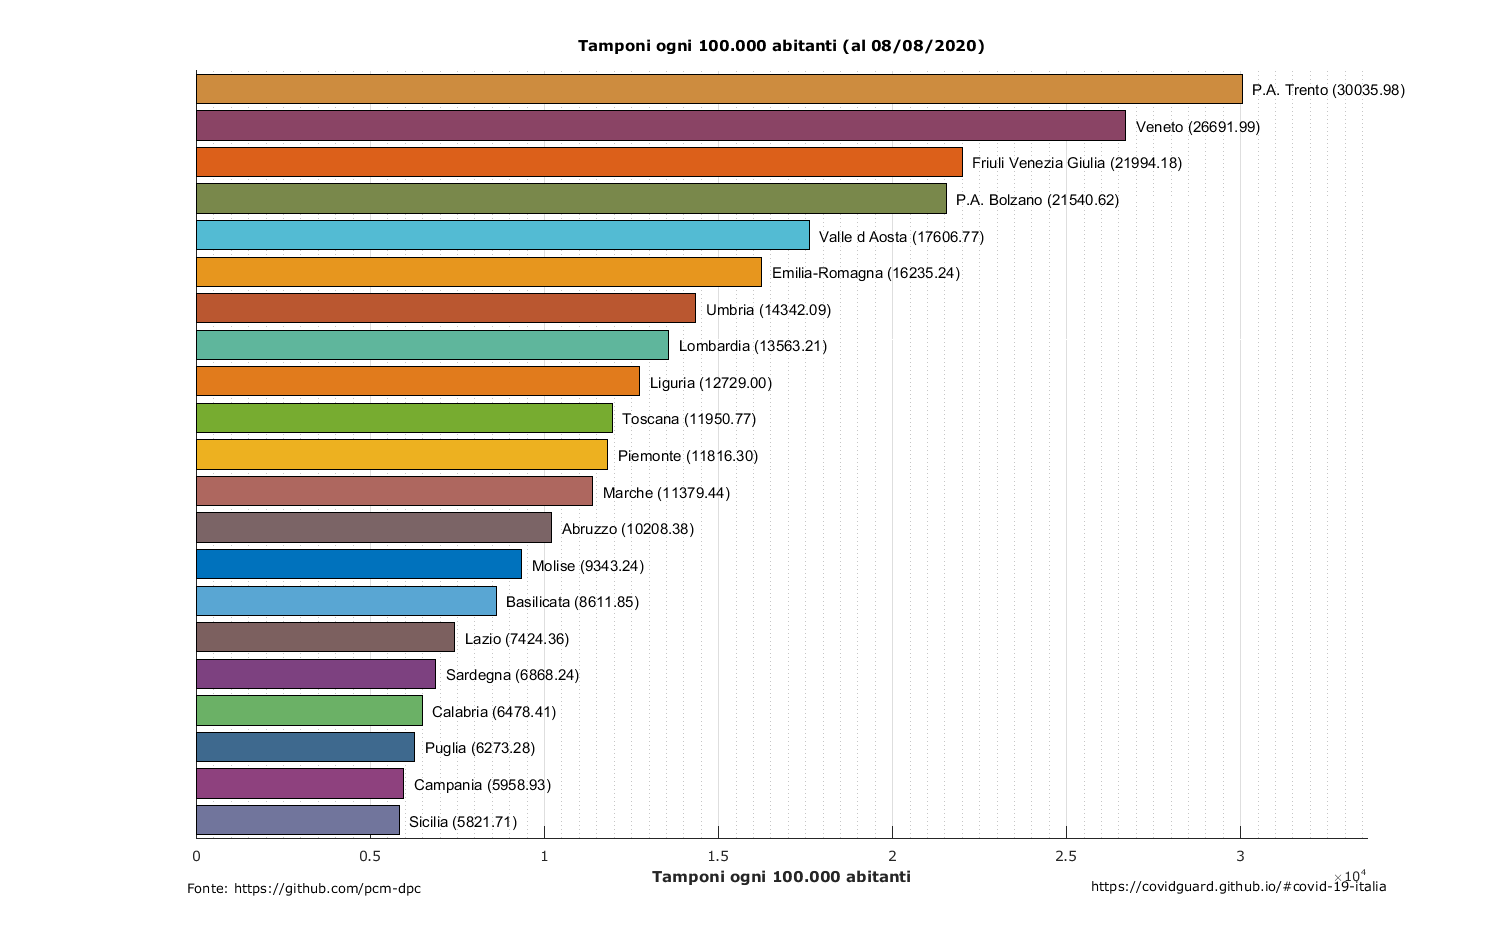 Tamponi ogni 100.000 abitanti (al 08/08/2020)
P.A. Trento (30035.98)
Veneto (26691.99)
Friuli Venezia Giulia (21994.18)
P.A. Bolzano (21540.62)
Valle d Aosta (17606.77)
Emilia-Romagna (16235.24)
Umbria (14342.09)
Lombardia (13563.21)
Liguria (12729.00)
Toscana (11950.77)
Piemonte (11816.30)
Marche (11379.44)
Abruzzo (10208.38)
Molise (9343.24)
Basilicata (8611.85)
Lazio (7424.36)
Sardegna (6868.24)
Calabria (6478.41)
Puglia (6273.28)
Campania (5958.93)
Sicilia (5821.71)
0 0.5 1 1.5 2 2.5 3
×10⁴
Tamponi ogni 100.000 abitanti
Fonte: https://github.com/pcm-dpc
https://covidguard.github.io/#covid-19-italia